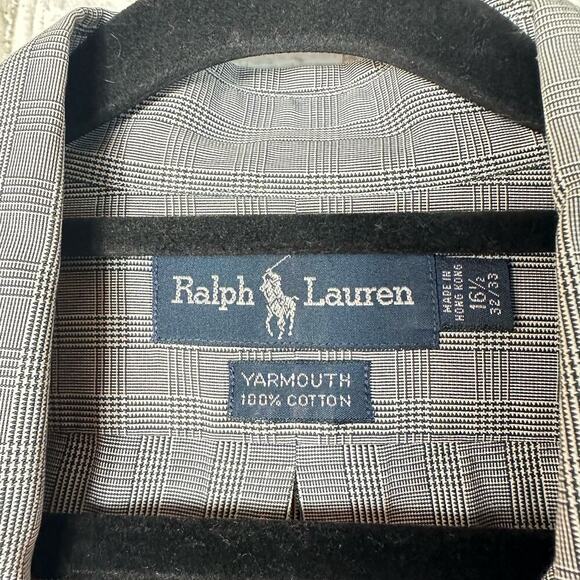 Ralph Lauren
MADE IN
HONG KONG
16½
32/33
YARMOUTH
100% COTTON